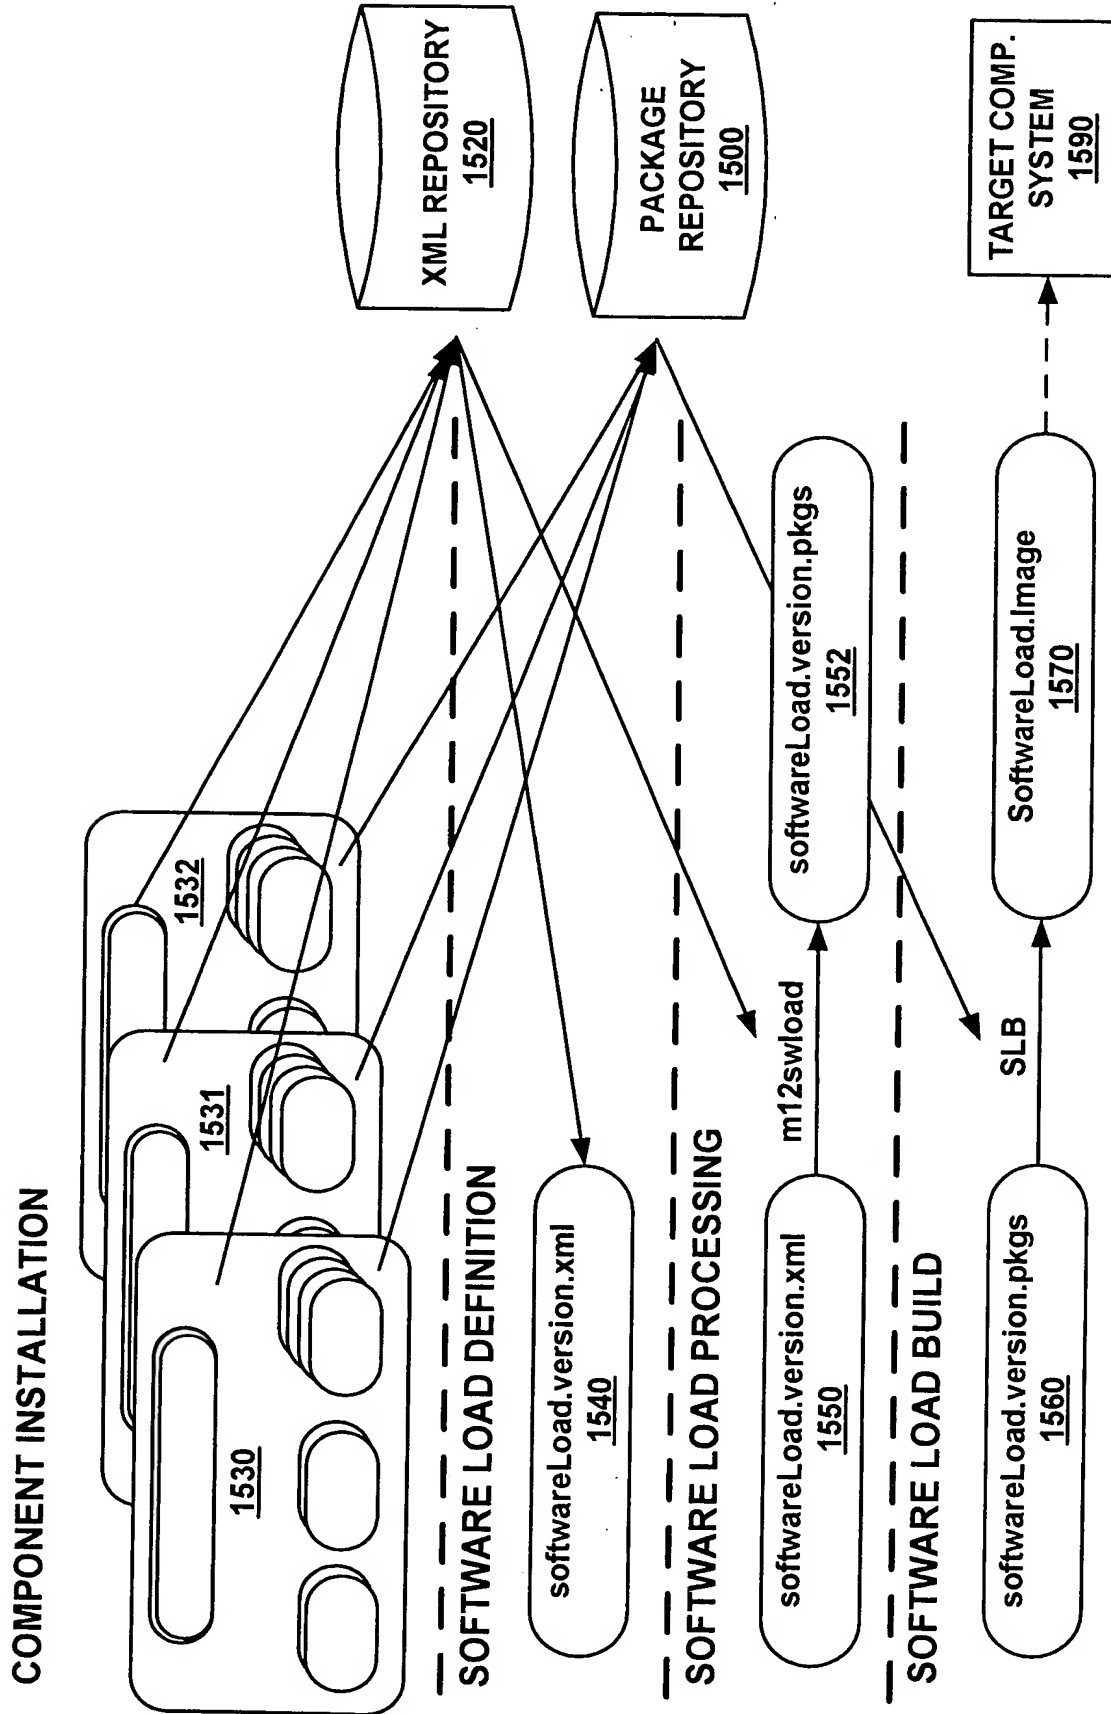 COMPONENT INSTALLATION
1532
1531
1530
XML REPOSITORY
1520
PACKAGE
REPOSITORY
1500
SOFTWARE LOAD DEFINITION
softwareLoad.version.xml
1540
SOFTWARE LOAD PROCESSING
softwareLoad.version.xml
1550
m12swload
softwareLoad.version.pkgs
1552
SOFTWARE LOAD BUILD
softwareLoad.version.pkgs
1560
SLB
SoftwareLoad.Image
1570
TARGET COMP.
SYSTEM
1590